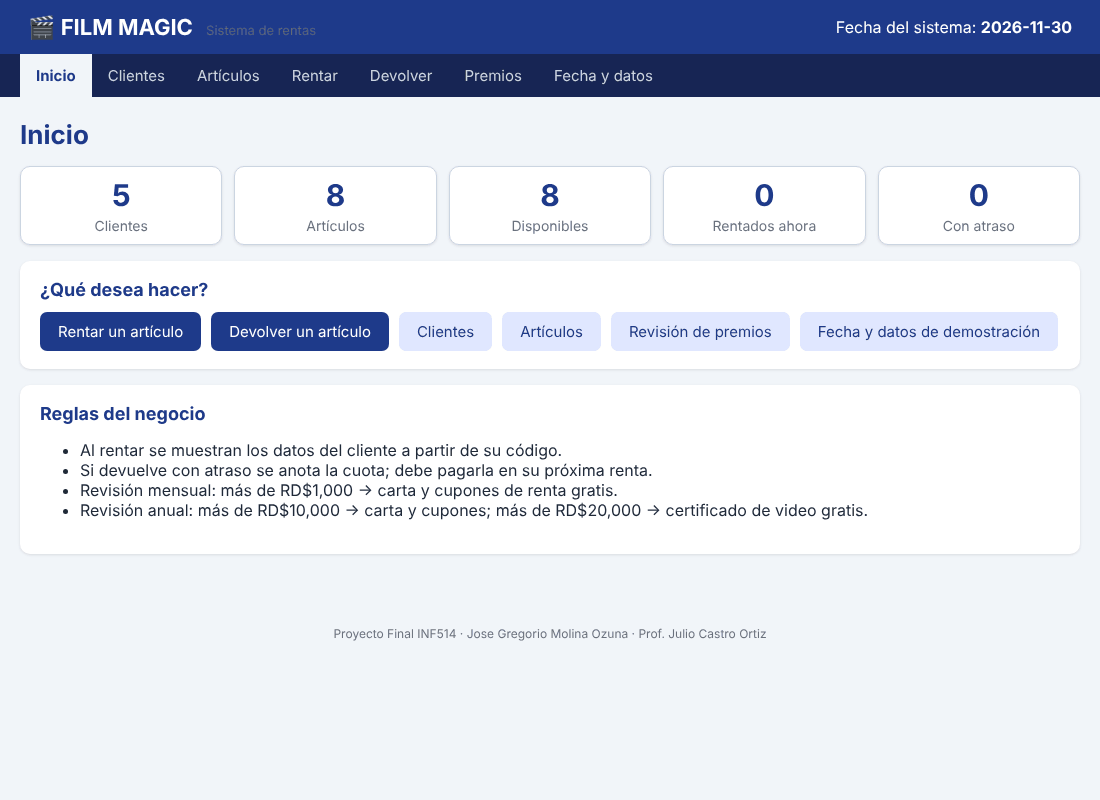 FILM MAGIC Sistema de rentas
Fecha del sistema: 2026-11-30
Inicio Clientes Artículos Rentar Devolver Premios Fecha y datos
Inicio
5
Clientes
8
Artículos
8
Disponibles
0
Rentados ahora
0
Con atraso
¿Qué desea hacer?
Rentar un artículo Devolver un artículo Clientes Artículos Revisión de premios Fecha y datos de demostración
Reglas del negocio
• Al rentar se muestran los datos del cliente a partir de su código.
• Si devuelve con atraso se anota la cuota; debe pagarla en su próxima renta.
• Revisión mensual: más de RD$1,000 → carta y cupones de renta gratis.
• Revisión anual: más de RD$10,000 → carta y cupones; más de RD$20,000 → certificado de video gratis.
Proyecto Final INF514 · Jose Gregorio Molina Ozuna · Prof. Julio Castro Ortiz